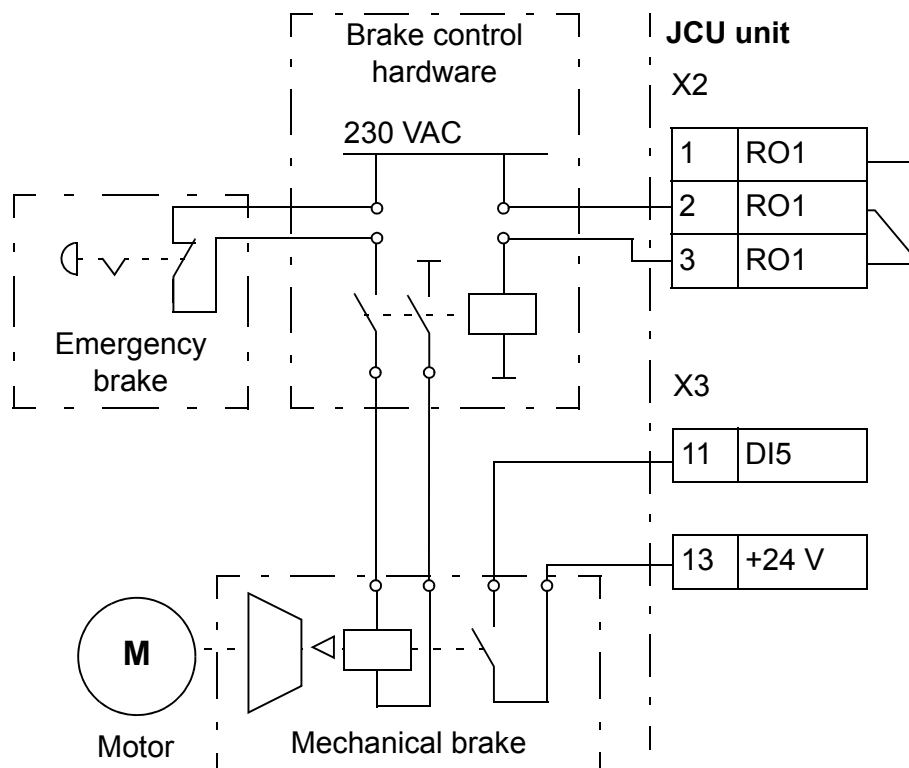 Brake control
hardware
JCU unit
X2
230 VAC
1 RO1
2 RO1
3 RO1
Emergency
brake
X3
11 DI5
13 +24 V
M
Motor
Mechanical brake